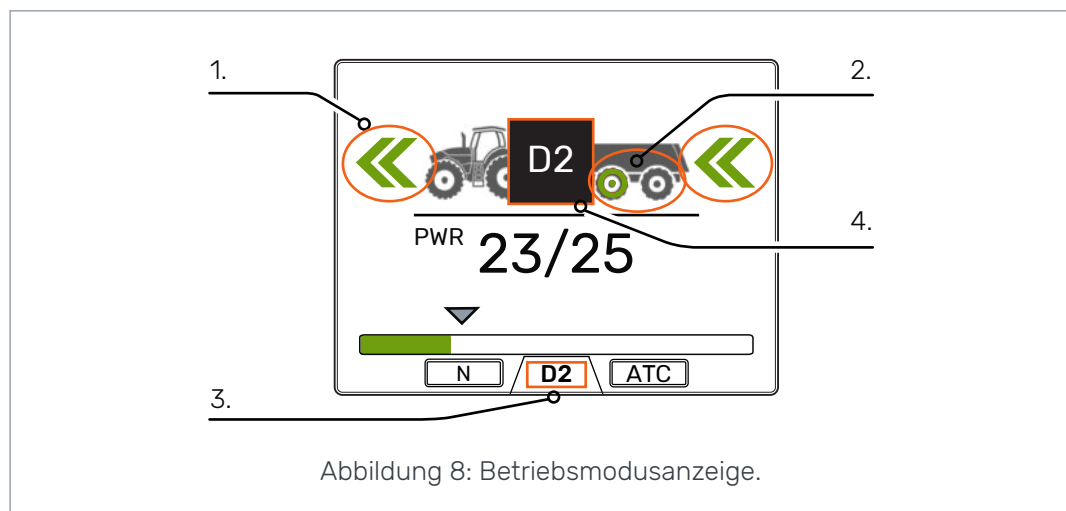 1.
2.
D2
4.
PWR 23/25
N D2 ATC
3.
Abbildung 8: Betriebsmodusanzeige.